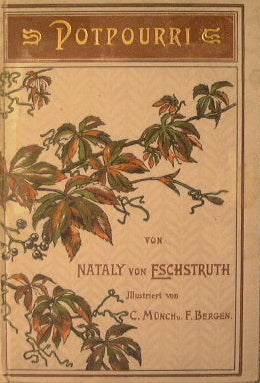 POTPOURRI
VON
NATALY VON ESCHSTRUTH
Illustriert von
C. MÜNCH u. F. BERGEN.